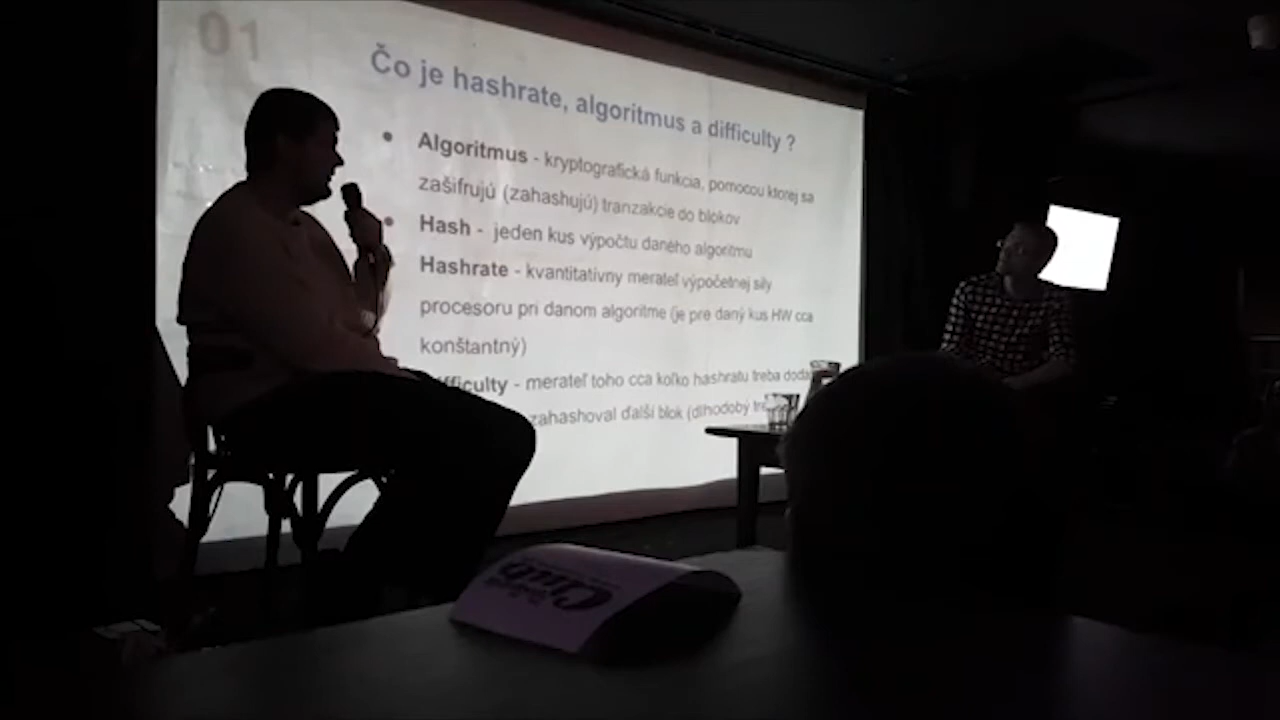 01
Čo je hashrate, algoritmus a difficulty ?
Algoritmus - kryptografická funkcia, pomocou ktorej sa
zašifrujú (zahashujú) tranzakcie do blokov
Hash - jeden kus výpočtu daného algoritmu
Hashrate - kvantitatívny merateľ výpočetnej sily
procesoru pri danom algoritme (je pre daný kus HW cca
konštantný)
- merateľ toho cca koľko hashratu treba
zahashoval ďalší blok (dlhodobý
Club